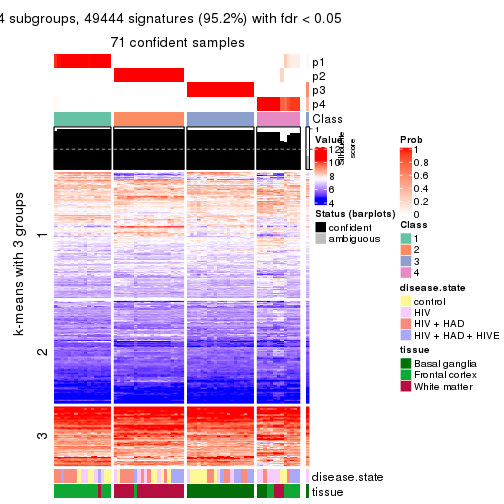 4 subgroups, 49444 signatures (95.2%) with fdr < 0.05
71 confident samples
p1
p2
p3
p4
Class
1
Silhouette
score
k-means with 3 groups
1
2
3
disease.state
tissue
Value
12
10
8
6
4
Status (barplots)
confident
ambiguous
Prob
1
0.8
0.6
0.4
0.2
0
Class
1
2
3
4
disease.state
control
HIV
HIV + HAD
HIV + HAD + HIVE
tissue
Basal ganglia
Frontal cortex
White matter